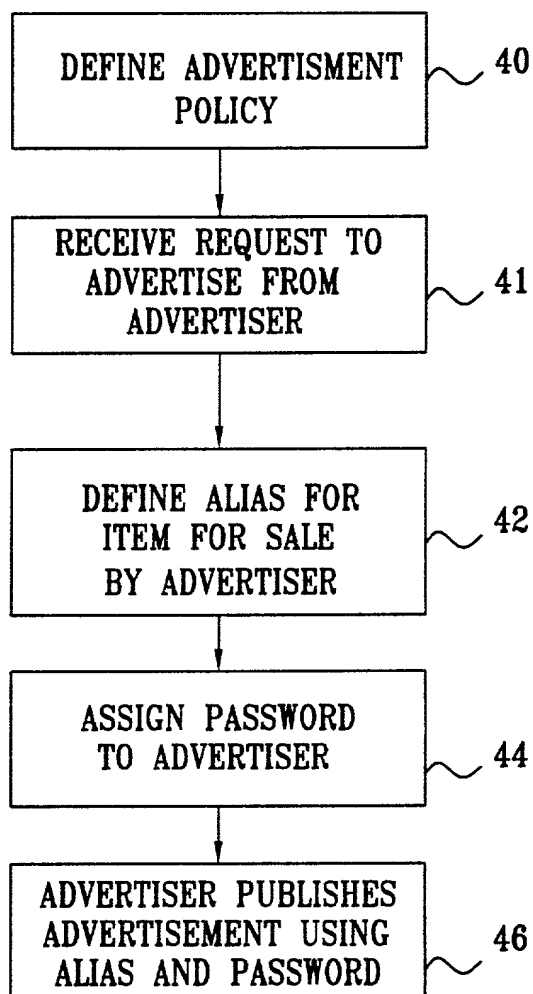 DEFINE ADVERTISMENT
POLICY
40
RECEIVE REQUEST TO
ADVERTISE FROM
ADVERTISER
41
DEFINE ALIAS FOR
ITEM FOR SALE
BY ADVERTISER
42
ASSIGN PASSWORD
TO ADVERTISER
44
ADVERTISER PUBLISHES
ADVERTISEMENT USING
ALIAS AND PASSWORD
46